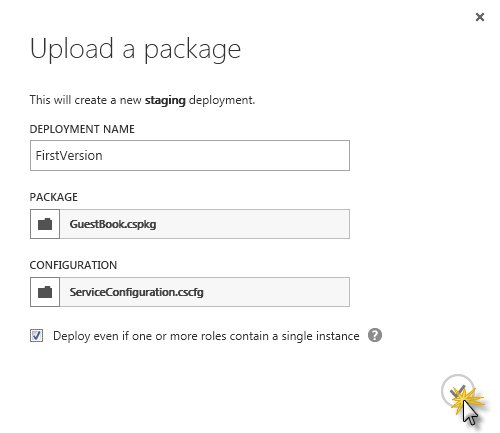 Upload a package
This will create a new staging deployment.
DEPLOYMENT NAME
FirstVersion
PACKAGE
GuestBook.cspkg
CONFIGURATION
ServiceConfiguration.cscfg
Deploy even if one or more roles contain a single instance ?